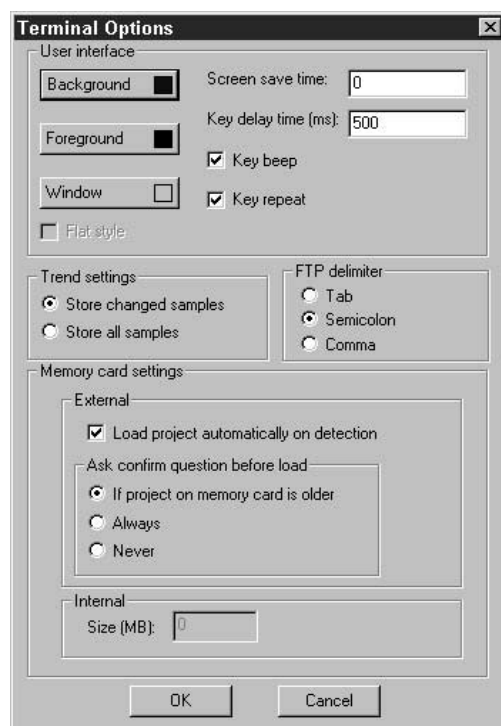 Terminal Options
User interface
Background
Screen save time: 0
Key delay time (ms): 500
Foreground
Key beep
Window
Key repeat
Flat style
Trend settings
Store changed samples
Store all samples
FTP delimiter
Tab
Semicolon
Comma
Memory card settings
External
Load project automatically on detection
Ask confirm question before load
If project on memory card is older
Always
Never
Internal
Size (MB): 0
OK
Cancel